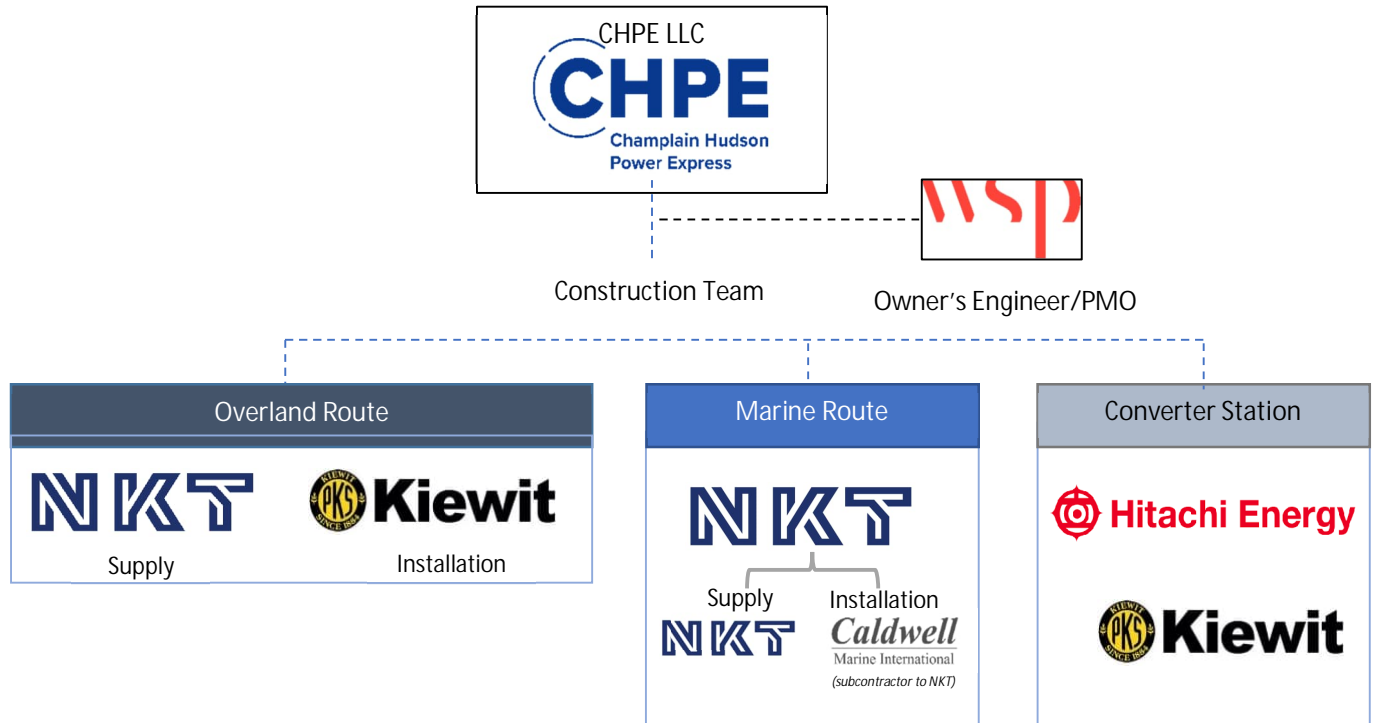 CHPE LLC
CHPE
Champlain Hudson
Power Express
wsp
Construction Team
Owner's Engineer/PMO
Overland Route
NKT
KIEWIT
PKS
SINCE 1884
Kiewit
Supply
Installation
Marine Route
NKT
Supply
Installation
NKT
Caldwell
Marine International
(subcontractor to NKT)
Converter Station
Hitachi Energy
KIEWIT
PKS
SINCE 1884
Kiewit